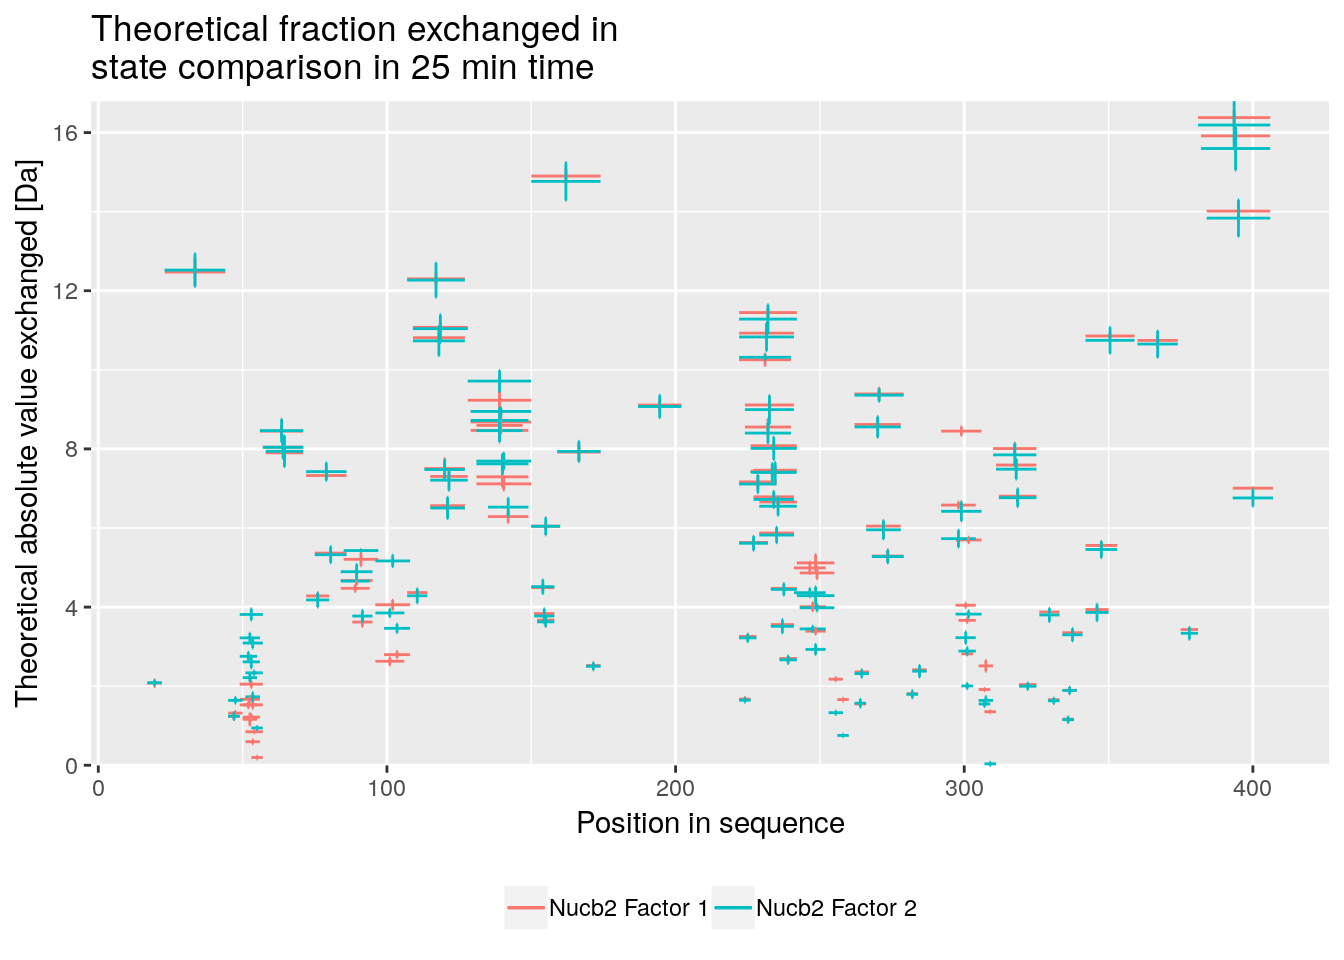 Theoretical fraction exchanged in
state comparison in 25 min time
Theoretical absolute value exchanged [Da]
16
12
8
4
0
0 100 200 300 400
Position in sequence
Nucb2 Factor 1 Nucb2 Factor 2